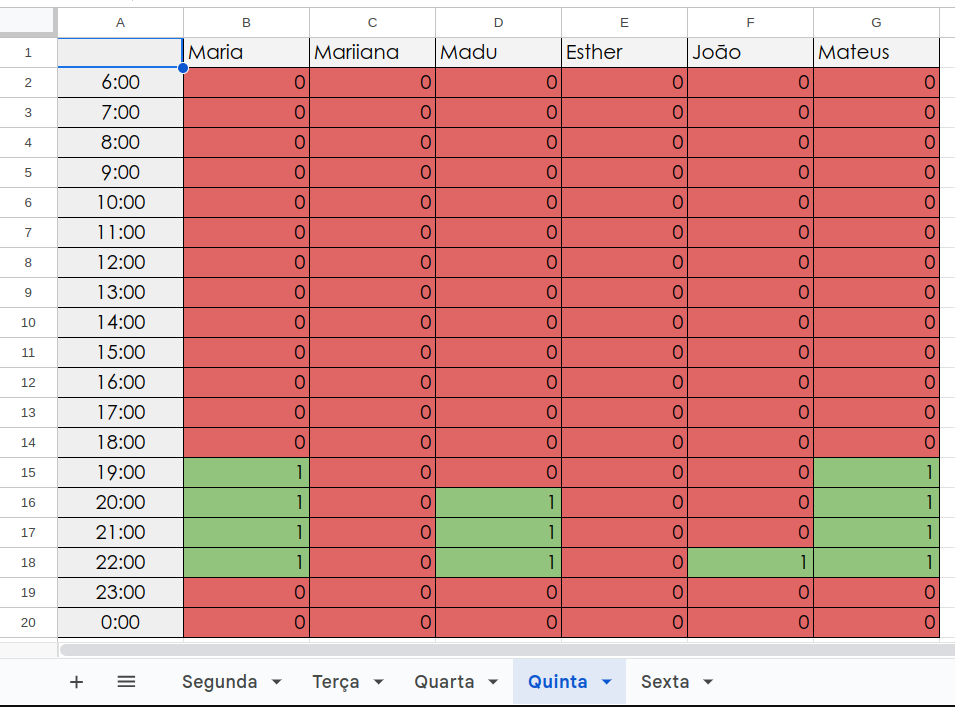 A B C D E F G
1 Maria Mariiana Madu Esther João Mateus
2 6:00 0 0 0 0 0 0
3 7:00 0 0 0 0 0 0
4 8:00 0 0 0 0 0 0
5 9:00 0 0 0 0 0 0
6 10:00 0 0 0 0 0 0
7 11:00 0 0 0 0 0 0
8 12:00 0 0 0 0 0 0
9 13:00 0 0 0 0 0 0
10 14:00 0 0 0 0 0 0
11 15:00 0 0 0 0 0 0
12 16:00 0 0 0 0 0 0
13 17:00 0 0 0 0 0 0
14 18:00 0 0 0 0 0 0
15 19:00 1 0 0 0 0 1
16 20:00 1 0 1 0 0 1
17 21:00 1 0 1 0 0 1
18 22:00 1 0 1 0 1 1
19 23:00 0 0 0 0 0 0
20 0:00 0 0 0 0 0 0
Segunda Terça Quarta Quinta Sexta